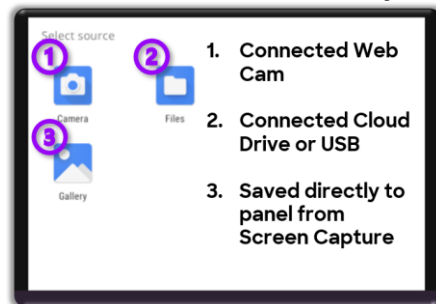 Select source
1
2
Camera
Files
3
Gallery
1. Connected Web
Cam
2. Connected Cloud
Drive or USB
3. Saved directly to
panel from
Screen Capture